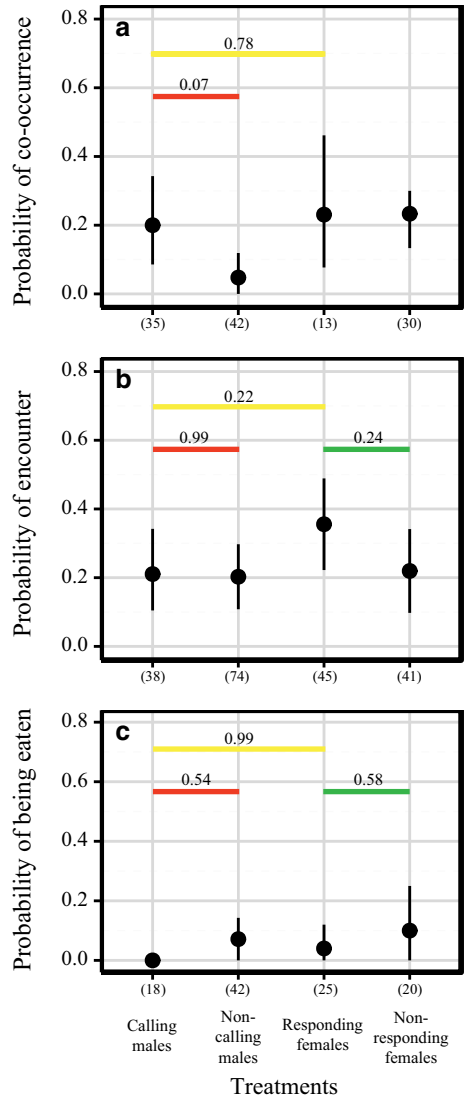 a
Probability of co-occurrence
0.8
0.6
0.4
0.2
0.0
0.78
0.07
(35) (42) (13) (30)
b
Probability of encounter
0.8
0.6
0.4
0.2
0.0
0.22
0.99 0.24
(38) (74) (45) (41)
c
Probability of being eaten
0.8
0.6
0.4
0.2
0.0
0.99
0.54 0.58
(18) (42) (25) (20)
Calling
males
Non-
calling
males
Responding
females
Non-
responding
females
Treatments